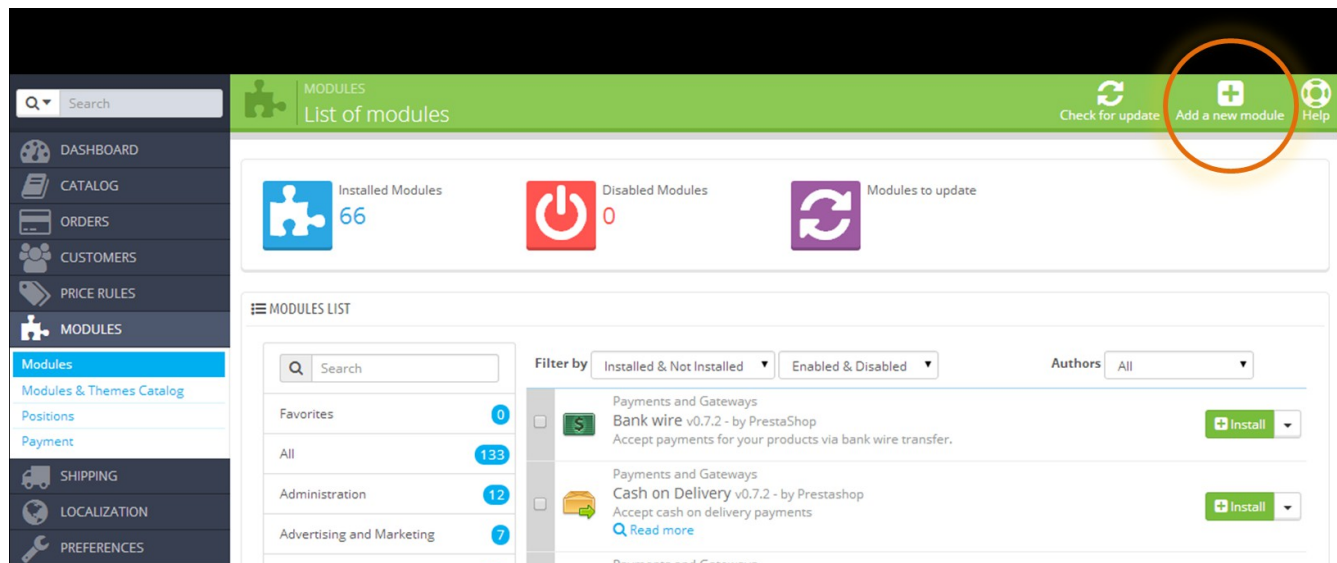 Search
MODULES
List of modules
Check for update
Add a new module
Help
DASHBOARD
CATALOG
ORDERS
CUSTOMERS
PRICE RULES
MODULES
Modules
Modules & Themes Catalog
Positions
Payment
SHIPPING
LOCALIZATION
PREFERENCES
Installed Modules
66
Disabled Modules
0
Modules to update
MODULES LIST
Search
Favorites 0
All 133
Administration 12
Advertising and Marketing 7
Filter by Installed & Not Installed Enabled & Disabled Authors All
Payments and Gateways
Bank wire v0.7.2 - by PrestaShop
Accept payments for your products via bank wire transfer.
Install
Payments and Gateways
Cash on Delivery v0.7.2 - by Prestashop
Accept cash on delivery payments
Read more
Install
Payments and Gateways